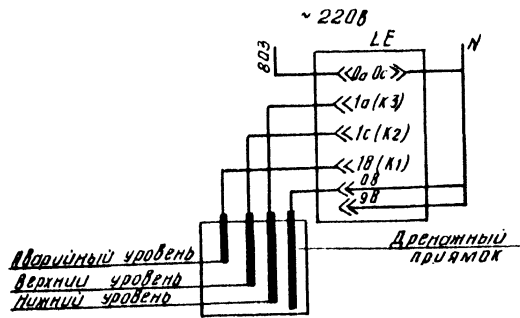 ~ 220В
803
LE
N
0а 0с
1а (К3)
1с (К2)
1В (К1)
0В
9В
Аварийный уровень
Верхний уровень
Нижний уровень
Дренажный
приямок